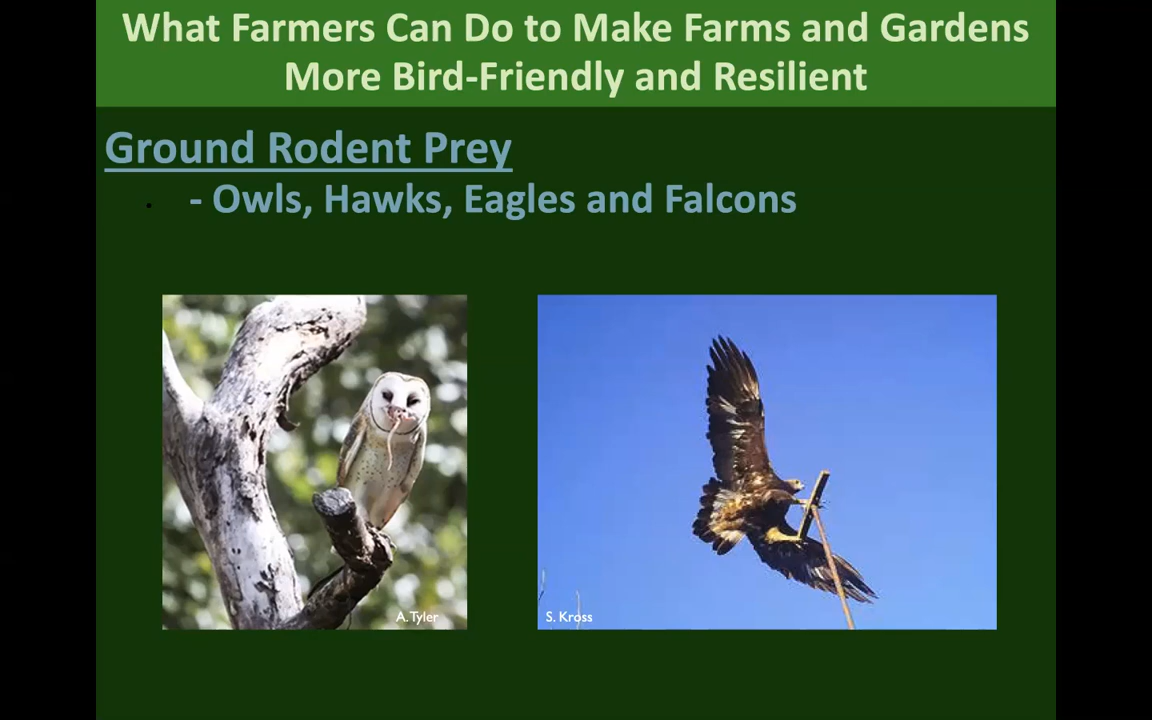 What Farmers Can Do to Make Farms and Gardens
More Bird-Friendly and Resilient
Ground Rodent Prey
- Owls, Hawks, Eagles and Falcons
A. Tyler
S. Kross